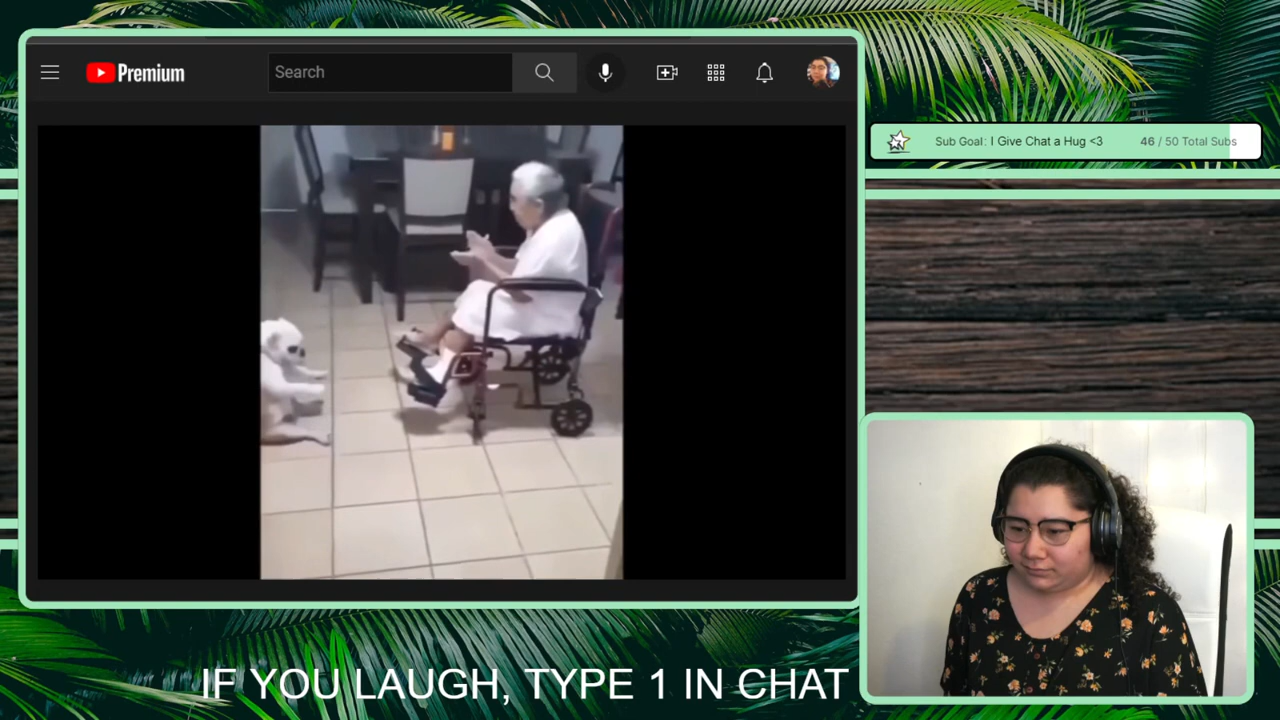 Premium
Search
Sub Goal: I Give Chat a Hug <3 46 / 50 Total Subs
IF YOU LAUGH, TYPE 1 IN CHAT